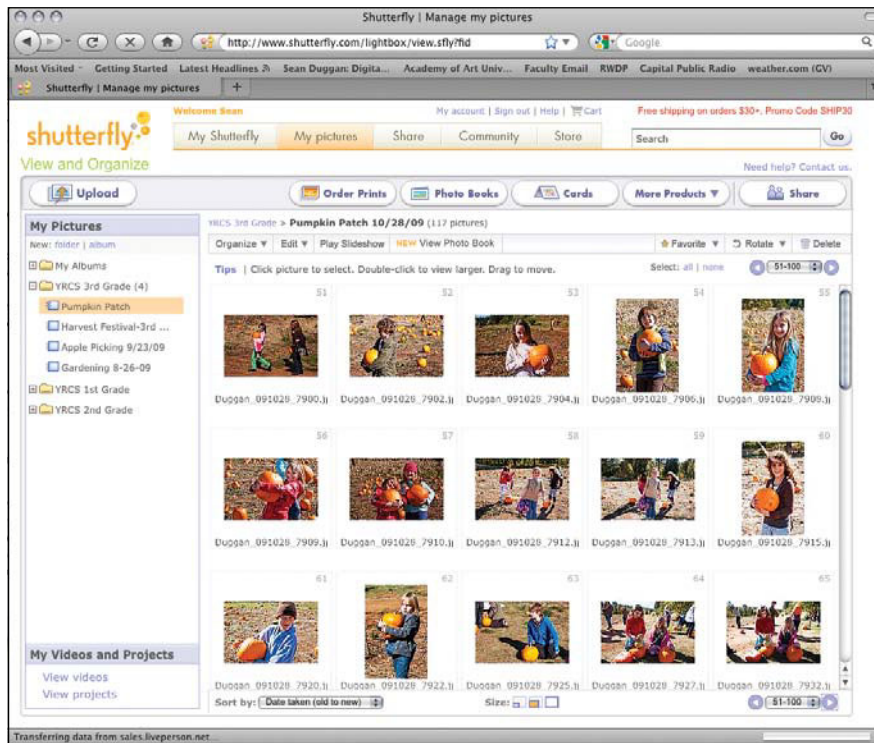 Shutterfly | Manage my pictures
http://www.shutterfly.com/lightbox/view.sfly?fid
Google
Most Visited Getting Started Latest Headlines Sean Duggan: Digita... Academy of Art Univ... Faculty Email RWDP Capital Public Radio weather.com (GV)
Shutterfly | Manage my pictures +
Welcome Sean My account | Sign out | Help | Cart Free shipping on orders $30+, Promo Code SHIP30
shutterfly
My Shutterfly My pictures Share Community Store Search Go
View and Organize
Need help? Contact us.
Upload Order Prints Photo Books Cards More Products Share
My Pictures
New: folder | album
My Albums
YRCS 3rd Grade (4)
Pumpkin Patch
Harvest Festival-3rd ...
Apple Picking 9/23/09
Gardening 8-26-09
YRCS 1st Grade
YRCS 2nd Grade
YRCS 3rd Grade > Pumpkin Patch 10/28/09 (117 pictures)
Organize Edit Play Slideshow NEW View Photo Book Favorite Rotate Delete
Tips | Click picture to select. Double-click to view larger. Drag to move. Select: all | none 51-100
51 52 53 54 55
Duggan_091028_7900.j Duggan_091028_7902.j Duggan_091028_7904.j Duggan_091028_7906.j Duggan_091028_7908.j
56 57 58 59 60
Duggan_091028_7909.j Duggan_091028_7910.j Duggan_091028_7912.j Duggan_091028_7913.j Duggan_091028_7915.j
61 62 63 64 65
Duggan_091028_7920.j Duggan_091028_7922.j Duggan_091028_7925.j Duggan_091028_7927.j Duggan_091028_7932.j
My Videos and Projects
View videos
View projects
Sort by: Date taken (old to new) Size: 51-100
Transferring data from sales.liveperson.net...